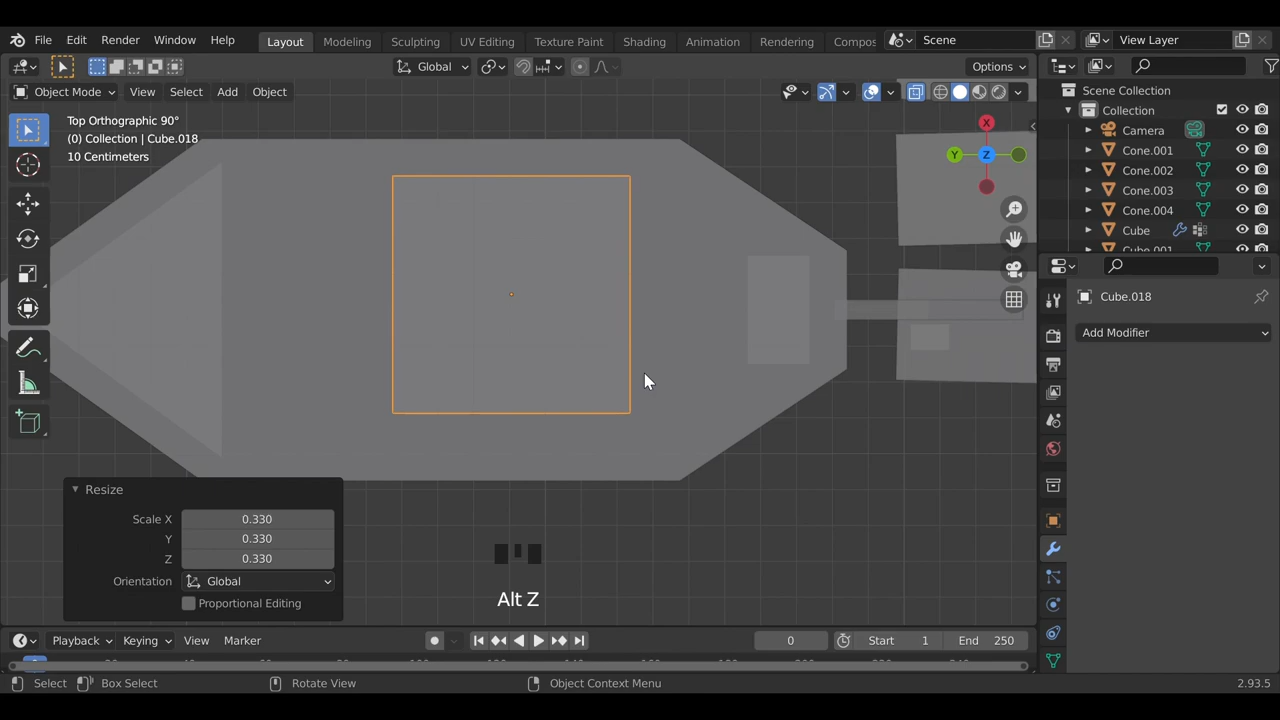 File Edit Render Window Help Layout Modeling Sculpting UV Editing Texture Paint Shading Animation Rendering Compos Scene View Layer
Global Options
Object Mode View Select Add Object
Scene Collection
Collection
Camera
Cone.001
Cone.002
Cone.003
Cone.004
Cube
Top Orthographic 90°
(0) Collection | Cube.018
10 Centimeters
X
Y
Z
Cube.018
Add Modifier
Resize
Scale X 0.330
Y 0.330
Z 0.330
Orientation Global
Proportional Editing
Alt Z
Playback Keying View Marker 0 Start 1 End 250
Select Box Select Rotate View Object Context Menu 2.93.5